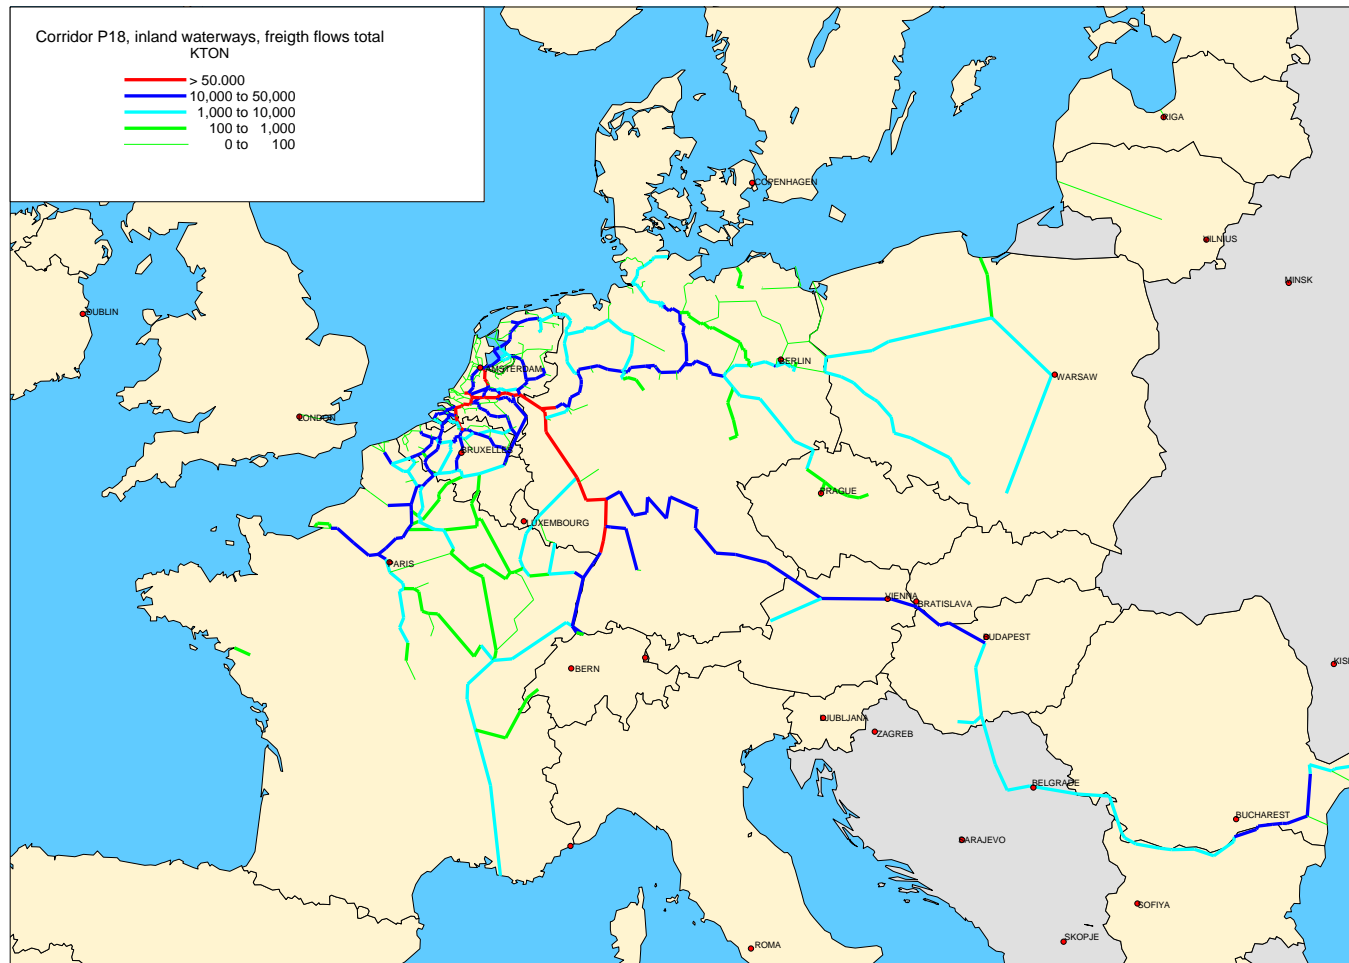 Corridor P18, inland waterways, freigth flows total
KTON
> 50.000
10,000 to 50,000
1,000 to 10,000
100 to 1,000
0 to 100
RIGA
COPENHAGEN
VILNIUS
MINSK
DUBLIN
BERLIN
AMSTERDAM
WARSAW
LONDON
BRUXELLES
PRAGUE
LUXEMBOURG
PARIS
VIENNA
BRATISLAVA
BUDAPEST
KISI
BERN
LJUBLJANA
ZAGREB
BELGRADE
BUCHAREST
SARAJEVO
SOFIYA
SKOPJE
ROMA